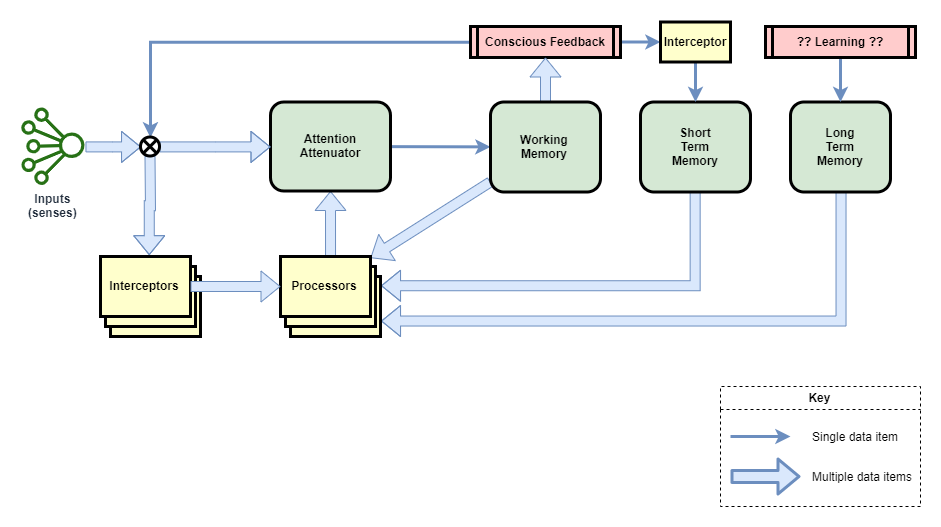 Conscious Feedback
Interceptor
?? Learning ??
Attention
Attenuator
Working
Memory
Short
Term
Memory
Long
Term
Memory
Inputs
(senses)
Interceptors
Processors
Key
Single data item
Multiple data items